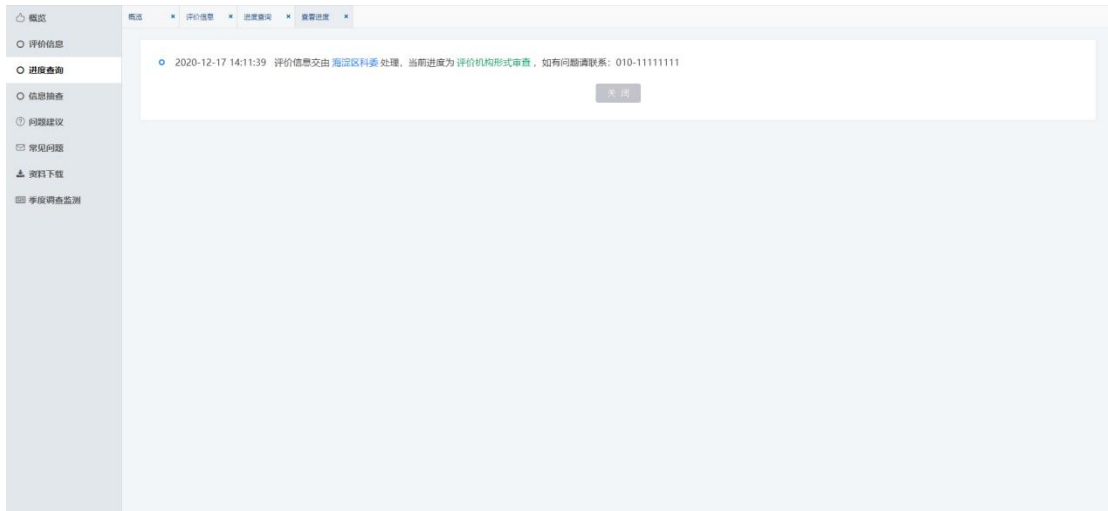 概览
评价信息
进度查询
信息抽查
问题建议
常见问题
资料下载
季度调查监测
概览 × 评价信息 × 进度查询 × 查看进度 ×
2020-12-17 14:11:39 评价信息交由 海淀区科委 处理，当前进度为 评价机构形式审查 ，如有问题请联系：010-11111111
关 闭